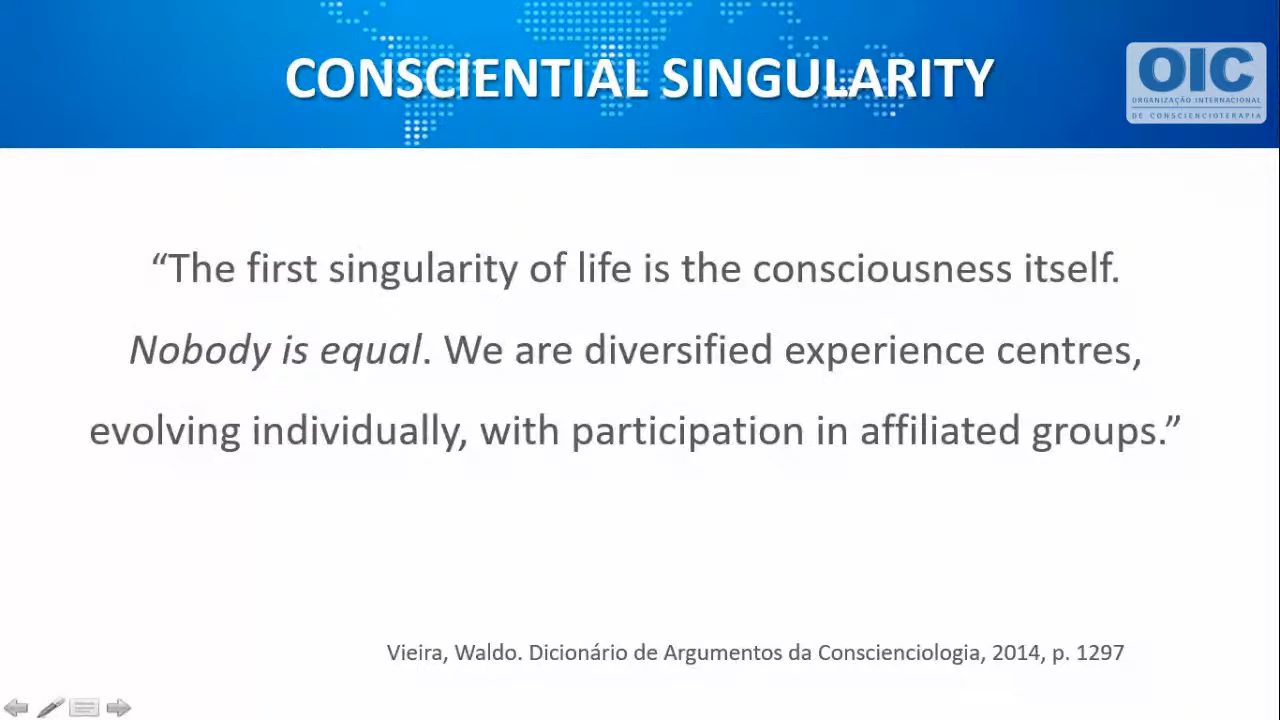 CONSCIENTIAL SINGULARITY
OIC
ORGANIZAÇÃO INTERNACIONAL
DE CONSCIENCIOTERAPIA
“The first singularity of life is the consciousness itself.
Nobody is equal. We are diversified experience centres,
evolving individually, with participation in affiliated groups.”
Vieira, Waldo. Dicionário de Argumentos da Conscienciologia, 2014, p. 1297